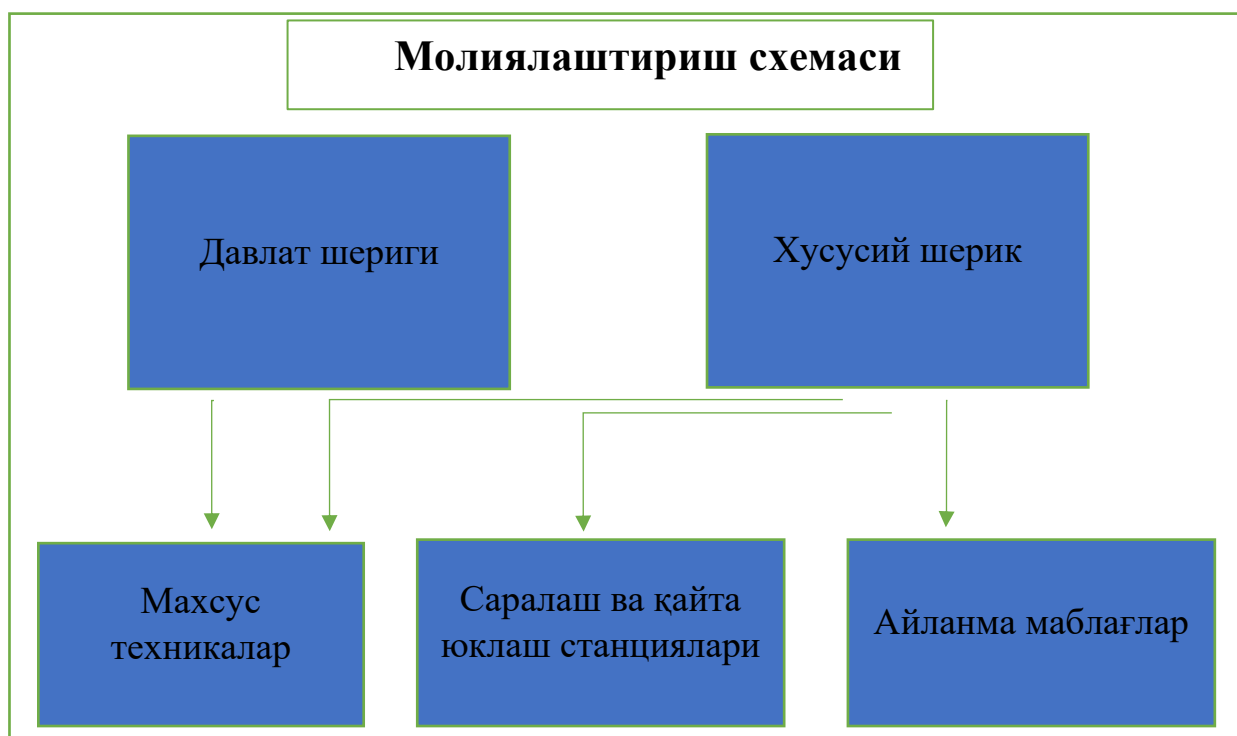 Молиялаштириш схемаси
Давлат шериги
Хусусий шерик
Махсус
техникалар
Саралаш ва қайта
юклаш станциялари
Айланма маблағлар